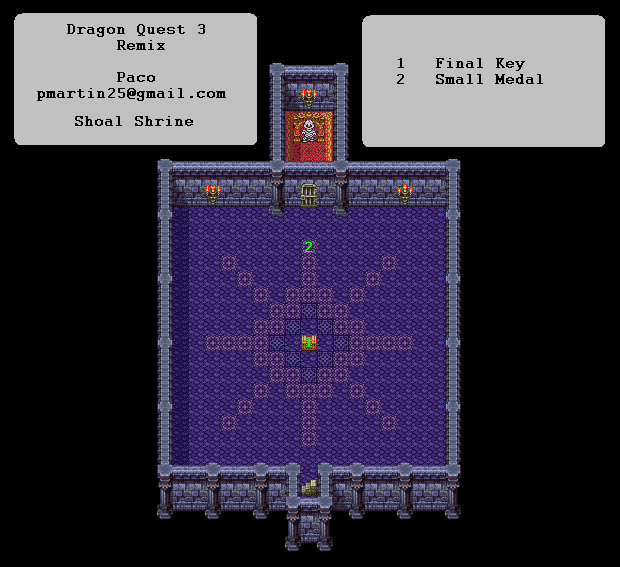 Dragon Quest 3
Remix
Paco
pmartin25@gmail.com
Shoal Shrine
1 Final Key
2 Small Medal
2
1